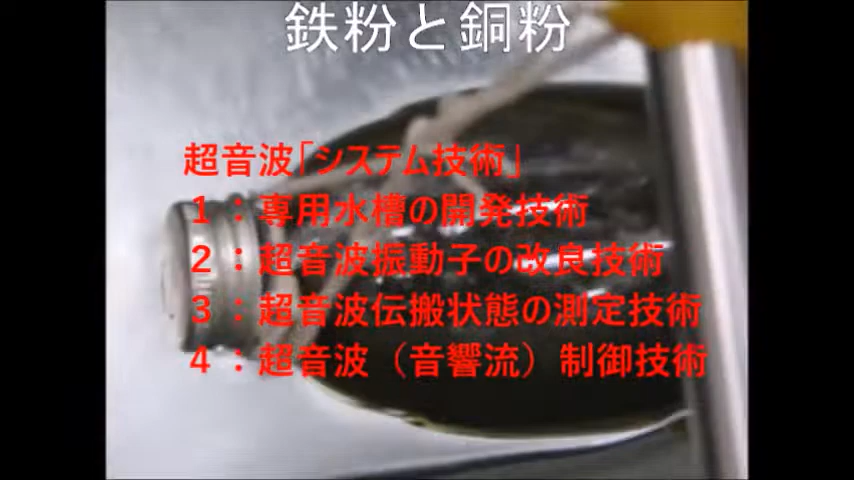 鉄粉と銅粉
超音波「システム技術」
1：専用水槽の開発技術
2：超音波振動子の改良技術
3：超音波伝搬状態の測定技術
4：超音波（音響流）制御技術